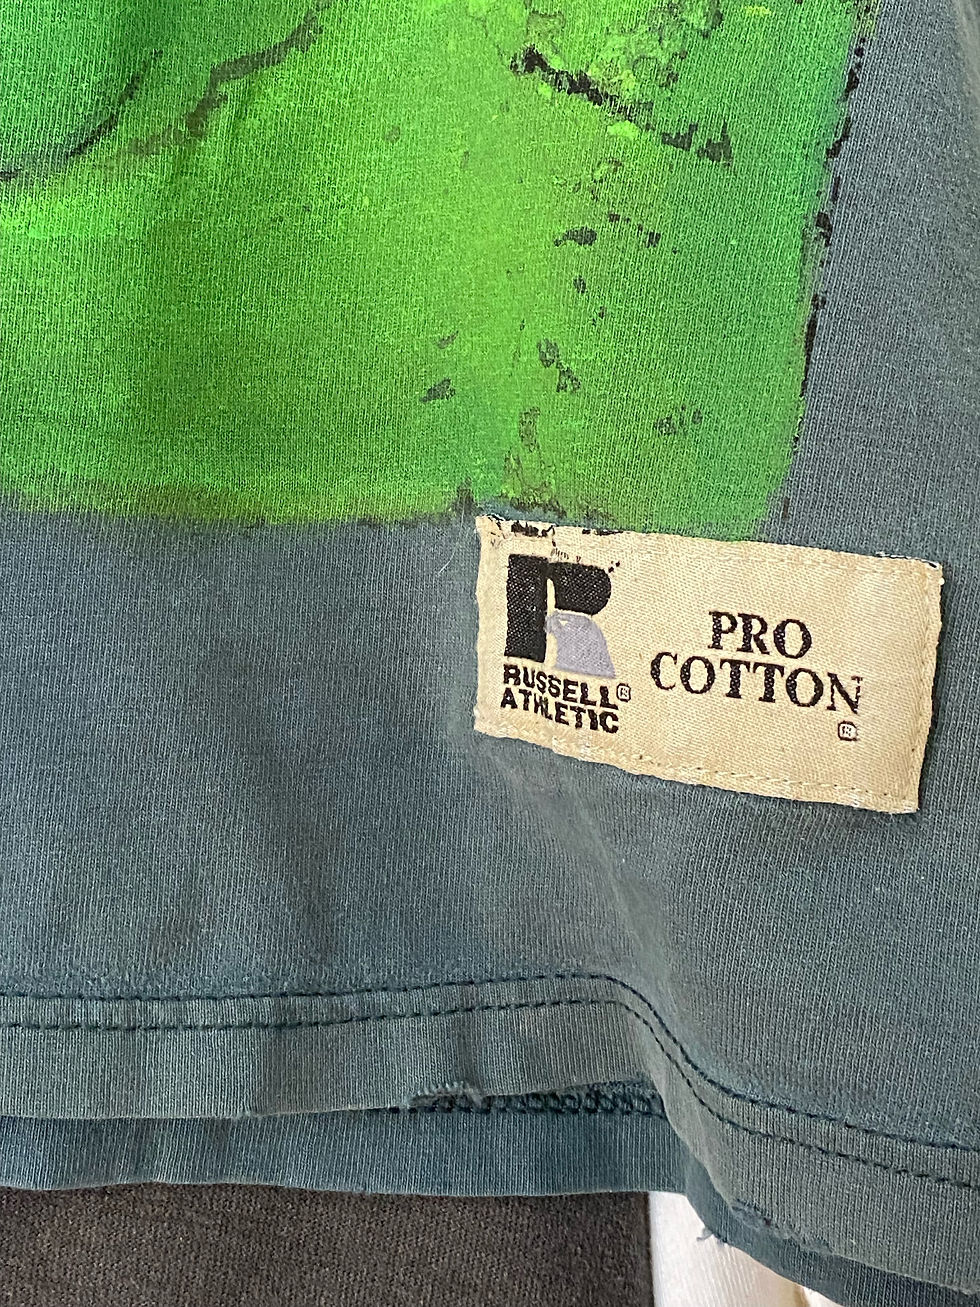 R
RUSSELL®
ATHLETIC
PRO
COTTON
®